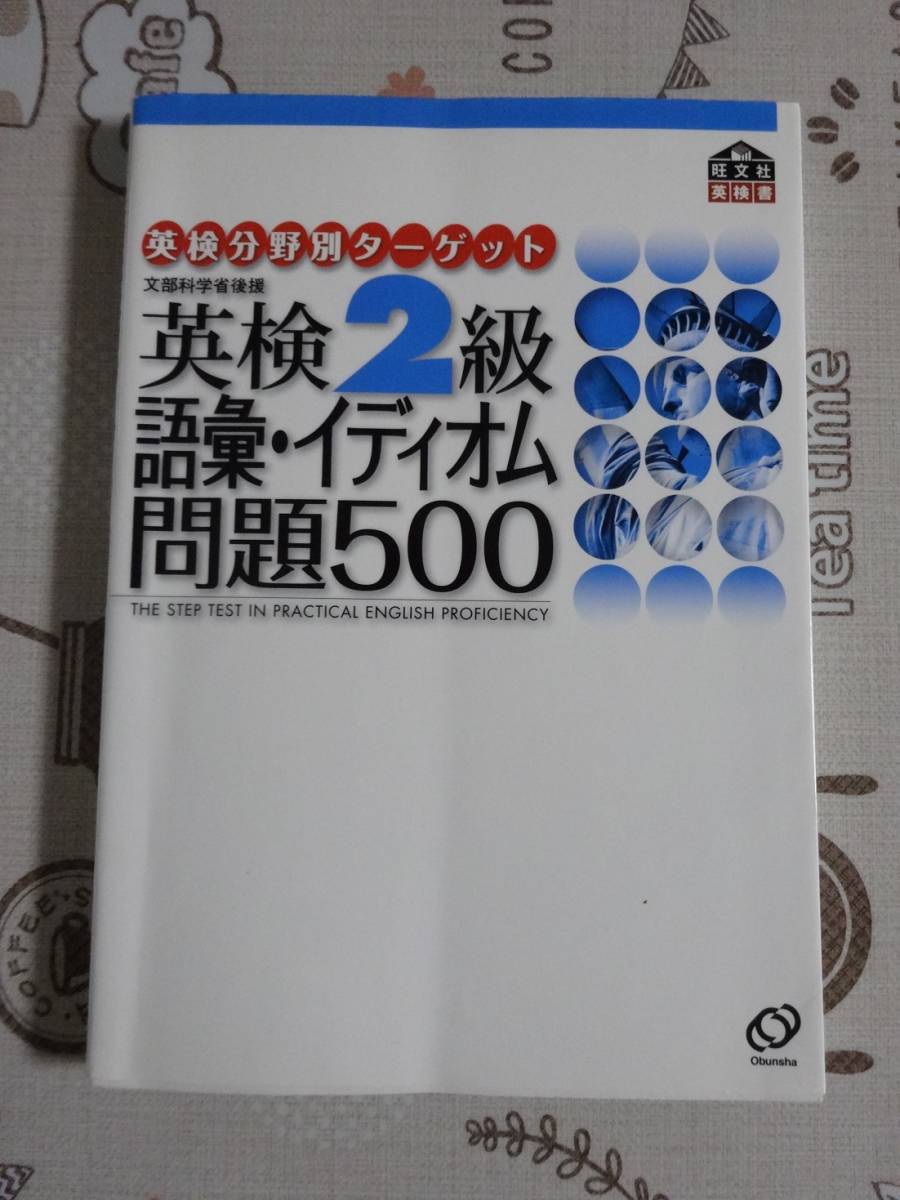 旺文社
英検書
英検分野別ターゲット
文部科学省後援
英検2級
語彙・イディオム
問題500
THE STEP TEST IN PRACTICAL ENGLISH PROFICIENCY
Obunsha
Tea time
COFFEE'S